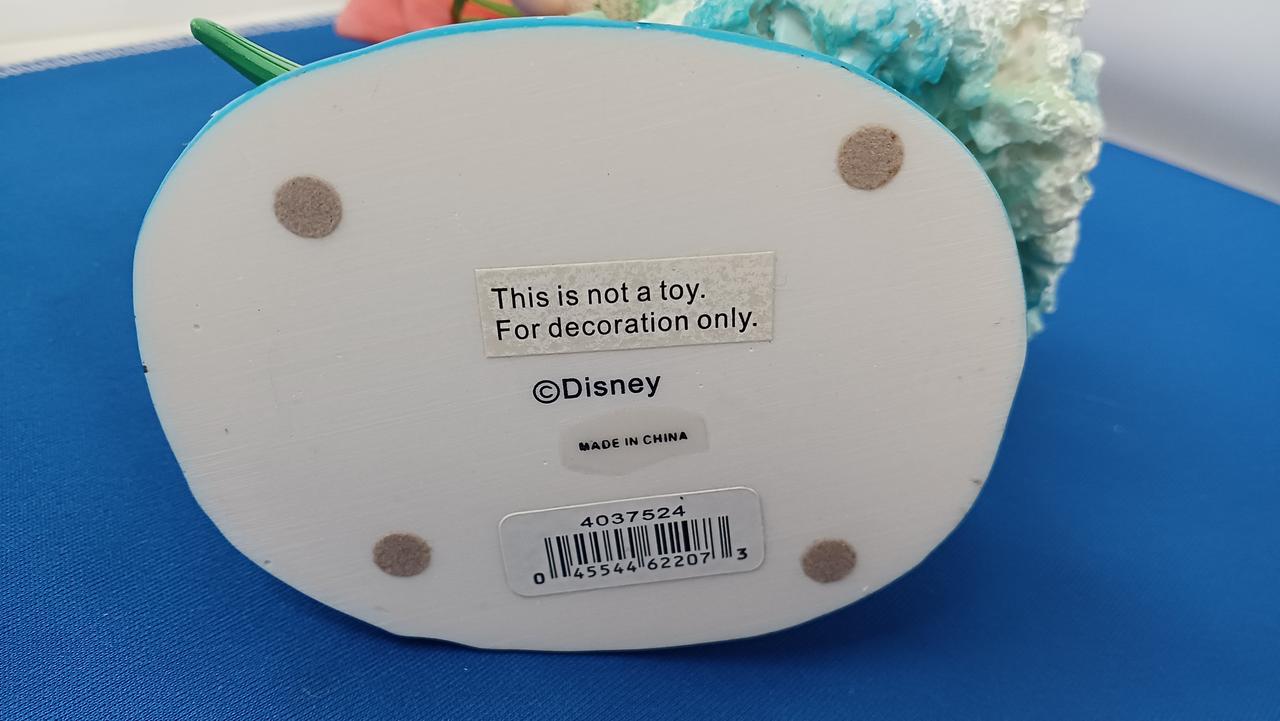 This is not a toy.
For decoration only.
©Disney
MADE IN CHINA
4037524
0 45544 62207 3